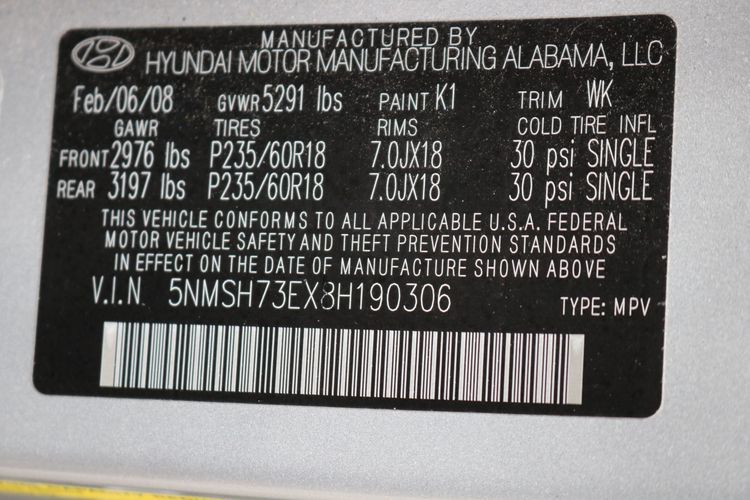 MANUFACTURED BY
HYUNDAI MOTOR MANUFACTURING ALABAMA, LLC
Feb/06/08 GVWR 5291 lbs PAINT K1 TRIM WK
GAWR TIRES RIMS COLD TIRE INFL
FRONT 2976 lbs P235/60R18 7.0JX18 30 psi SINGLE
REAR 3197 lbs P235/60R18 7.0JX18 30 psi SINGLE
THIS VEHICLE CONFORMS TO ALL APPLICABLE U.S.A. FEDERAL
MOTOR VEHICLE SAFETY AND THEFT PREVENTION STANDARDS
IN EFFECT ON THE DATE OF MANUFACTURE SHOWN ABOVE
V.I.N. 5NMSH73EX8H190306 TYPE: MPV